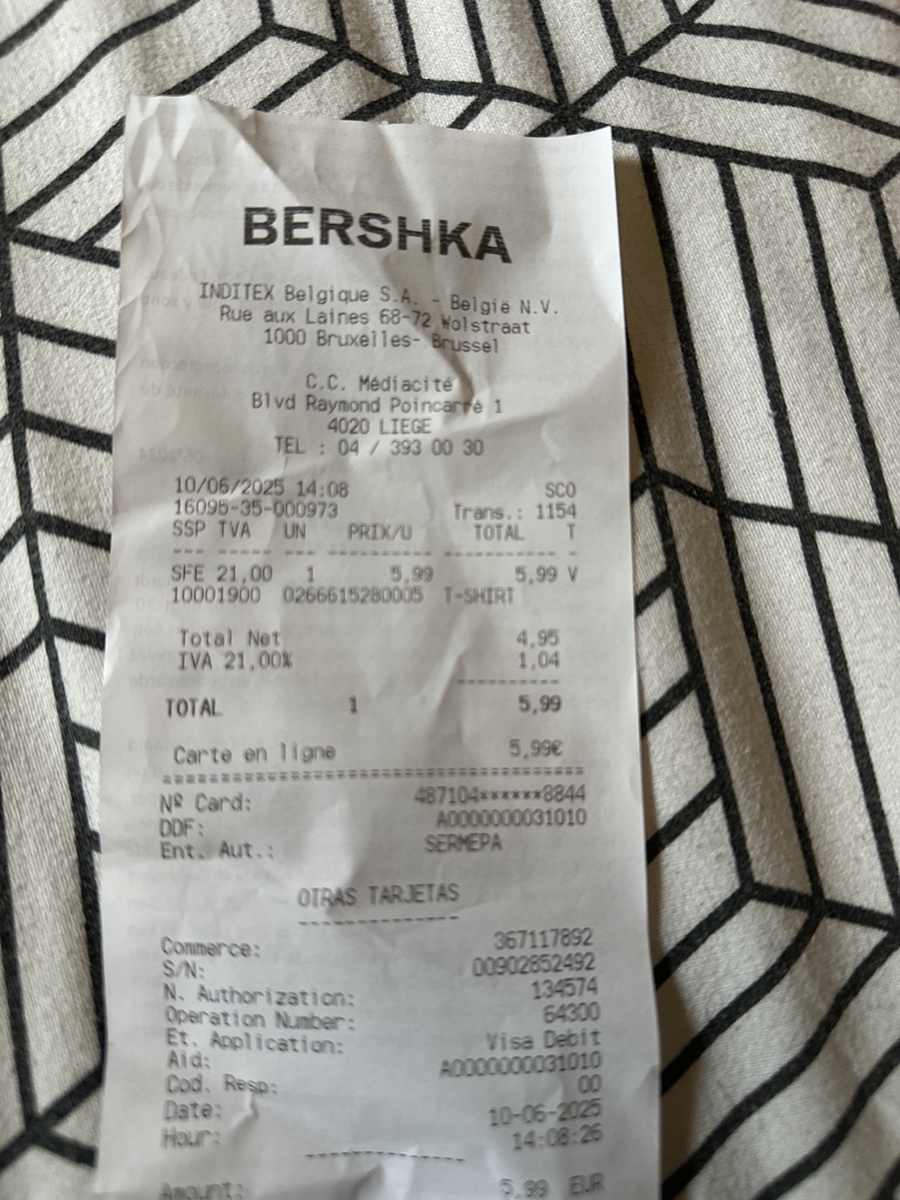 BERSHKA
INDITEX Belgique S.A. - België N.V.
Rue aux Laines 68-72 Wolstraat
1000 Bruxelles- Brussel
C.C. Médiacité
Blvd Raymond Poincarré 1
4020 LIEGE
TEL : 04 / 393 00 30
10/06/2025 14:08 SCO
16095-35-000973 Trans.: 1154
SSP TVA UN PRIX/U TOTAL T
--- ----- --- ---------- ---------- -
SFE 21,00 1 5,99 5,99 V
10001900 0266615280005 T-SHIRT
Total Net 4,95
IVA 21,00% 1,04
----------
TOTAL 1 5,99
Carte en ligne 5,99€
========================================
Nº Card: 487104******8844
DDF: A0000000031010
Ent. Aut.: SERMEPA
OTRAS TARJETAS
---------------
Commerce: 367117892
S/N: 00902852492
N. Authorization: 134574
Operation Number: 64300
Et. Application: Visa Debit
Aid: A0000000031010
Cod. Resp: 00
Date: 10-06-2025
Hour: 14:08:26
---------------
Amount: 5,99 EUR